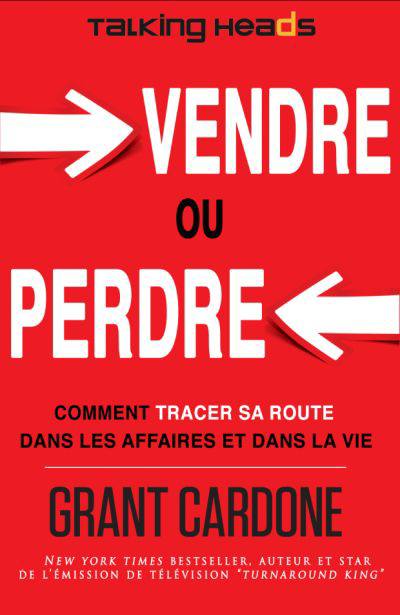 TALKING HEADS
VENDRE
OU
PERDRE
COMMENT TRACER SA ROUTE
DANS LES AFFAIRES ET DANS LA VIE
GRANT CARDONE
NEW YORK TIMES BESTSELLER, AUTEUR ET STAR
DE L'ÉMISSION DE TÉLÉVISION "TURNAROUND KING"